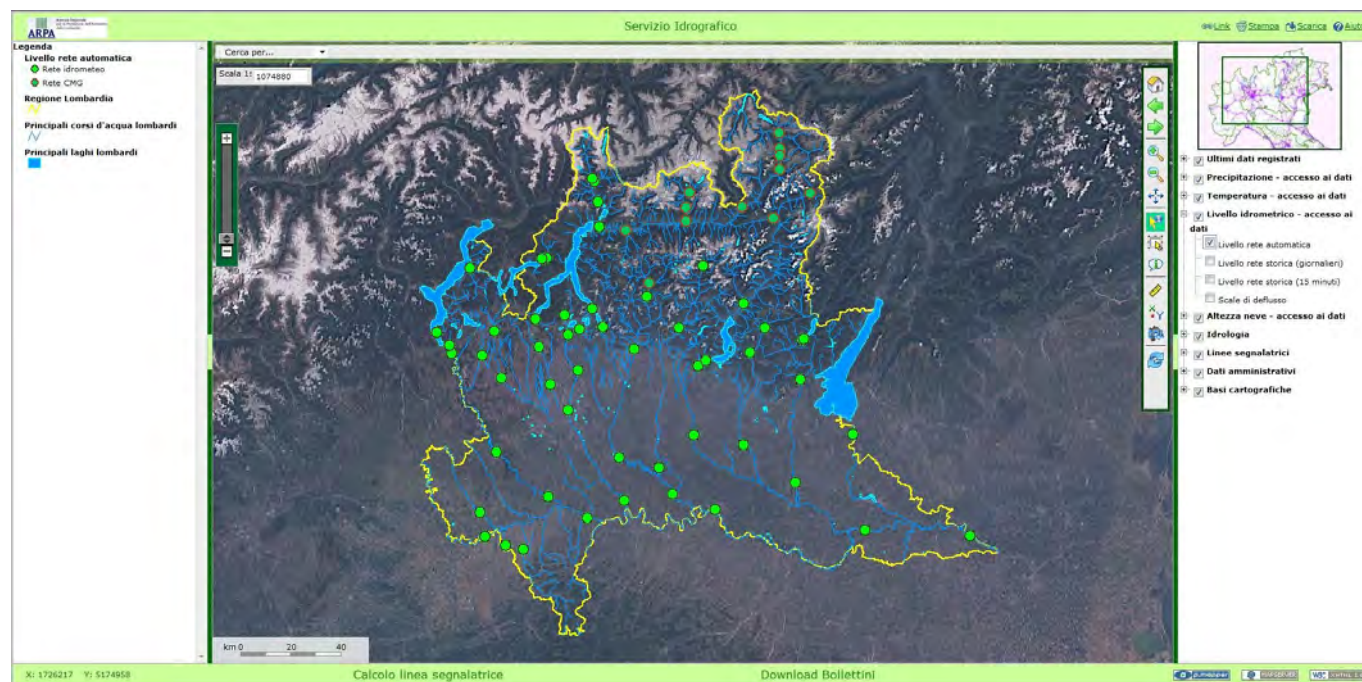 ARPA
Servizio Idrografico
Link Stampa Scarica Aiuto
Legenda
Livello rete automatica
Rete idrometeo
Rete CMG
Regione Lombardia
Principali corsi d'acqua lombardi
Principali laghi lombardi
Cerca per...
Scala 1: 1074880
km 0 20 40
Ultimi dati registrati
Precipitazione - accesso ai dati
Temperatura - accesso ai dati
Livello idrometrico - accesso ai
dati
Livello rete automatica
Livello rete storica (giornalieri)
Livello rete storica (15 minuti)
Scale di deflusso
Altezza neve - accesso ai dati
Idrologia
Linee segnalatrici
Dati amministrativi
Basi cartografiche
X: 1726217 Y: 5174958
Calcolo linea segnalatrice
Download Bollettini
p.mapper
MAPSERVER
W3C